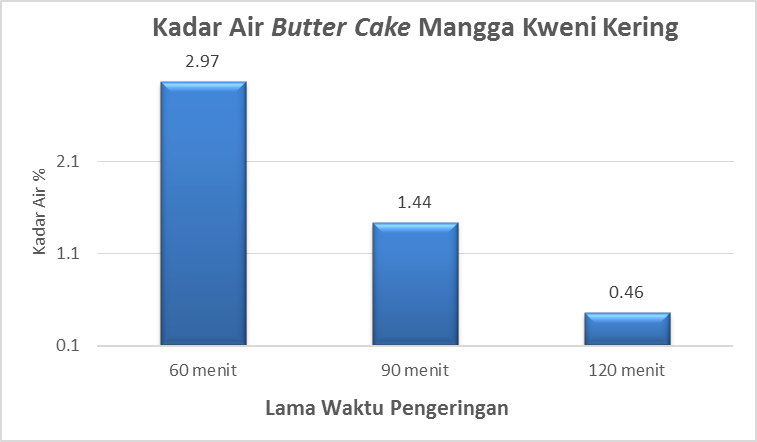 Kadar Air Butter Cake Mangga Kweni Kering
2.97
2.1
1.44
Kadar Air %
1.1
0.46
0.1
60 menit 90 menit 120 menit
Lama Waktu Pengeringan